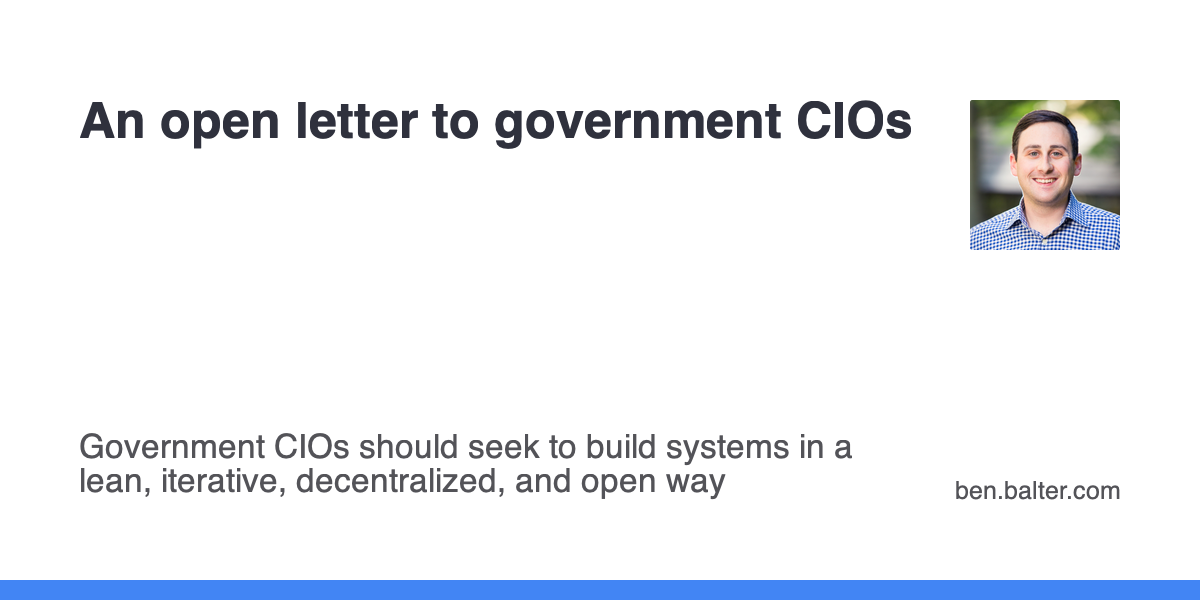 An open letter to government CIOs
Government CIOs should seek to build systems in a
lean, iterative, decentralized, and open way
ben.balter.com